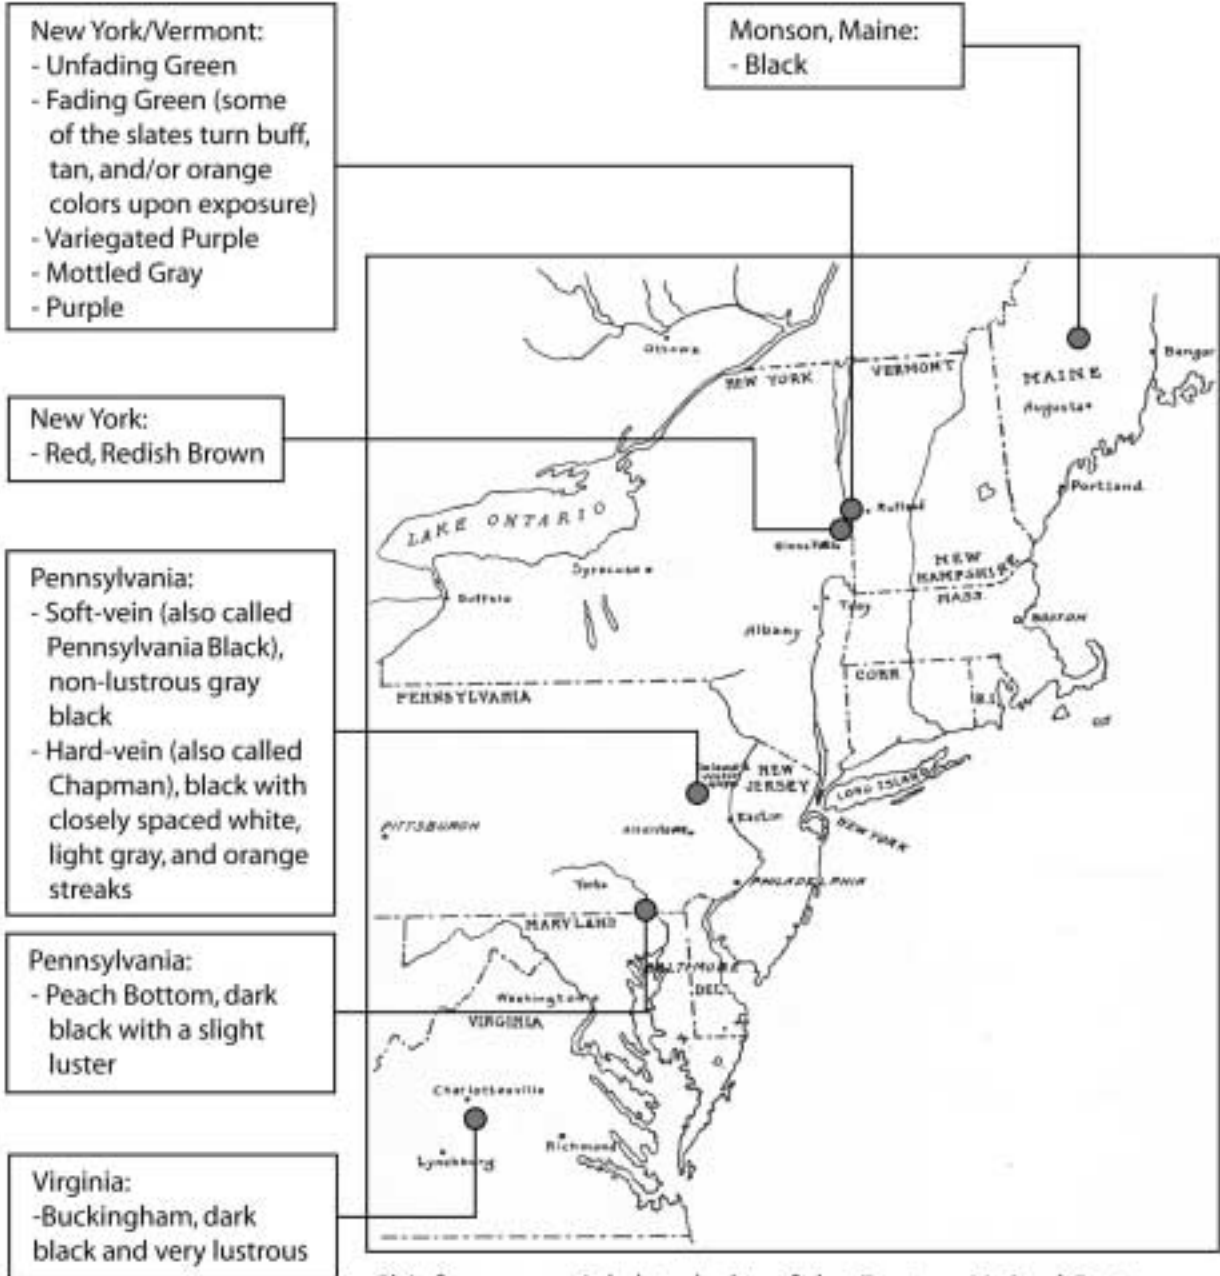 New York/Vermont:
- Unfading Green
- Fading Green (some
of the slates turn buff,
tan, and/or orange
colors upon exposure)
- Variegated Purple
- Mottled Gray
- Purple
Monson, Maine:
- Black
New York:
- Red, Redish Brown
Pennsylvania:
- Soft-vein (also called
Pennsylvania Black),
non-lustrous gray
black
- Hard-vein (also called
Chapman), black with
closely spaced white,
light gray, and orange
streaks
Pennsylvania:
- Peach Bottom, dark
black with a slight
luster
Virginia:
-Buckingham, dark
black and very lustrous
Ottawa
NEW YORK
VERMONT
MAINE
Bangor
Augusta
Portland
LAKE ONTARIO
Rutland
Syracuse
NEW
HAMPSHIRE
MASS.
Buffalo
Troy
Albany
BOSTON
CONN
R.I.
PENNSYLVANIA
NEW
JERSEY
LONG ISLAND
NEW YORK
PITTSBURGH
Easton
PHILADELPHIA
York
MARYLAND
BALTIMORE
DEL.
Washington
VIRGINIA
Charlottesville
Richmond
Lynchburg